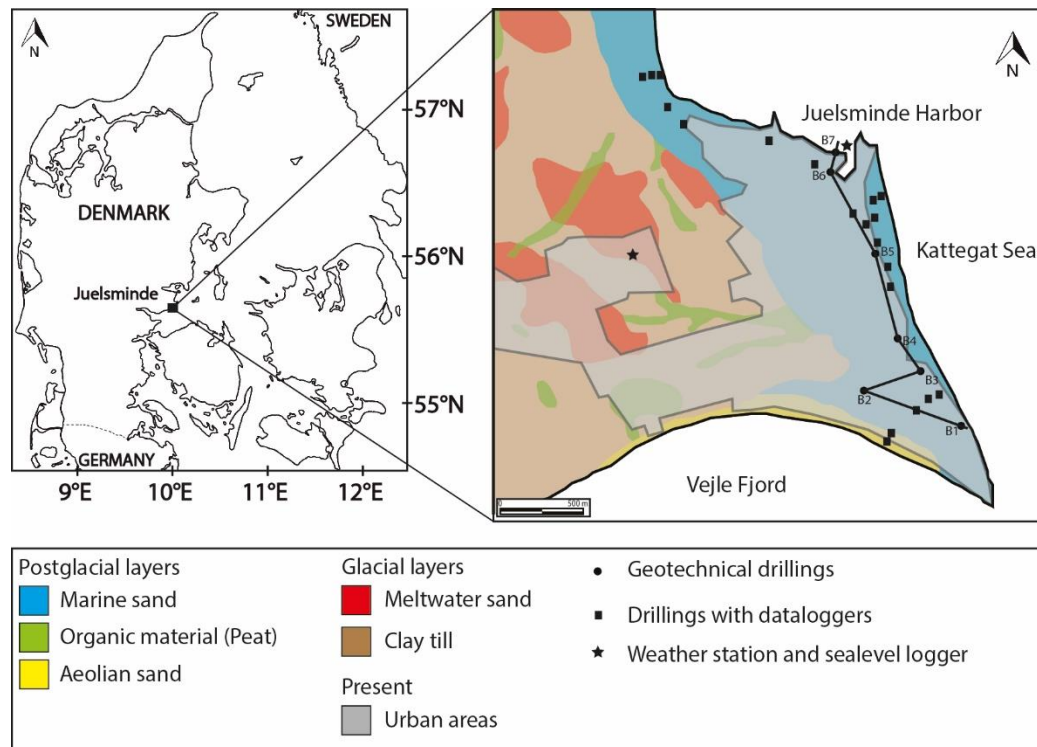 N
SWEDEN
57°N
DENMARK
56°N
Juelsminde
55°N
GERMANY
9°E
10°E
11°E
12°E
N
Juelsminde Harbor
B7
B6
Kattegat Sea
B5
B4
B3
B2
B1
Vejle Fjord
0 500 m
Postglacial layers
Marine sand
Organic material (Peat)
Aeolian sand
Glacial layers
Meltwater sand
Clay till
Present
Urban areas
Geotechnical drillings
Drillings with dataloggers
Weather station and sealevel logger